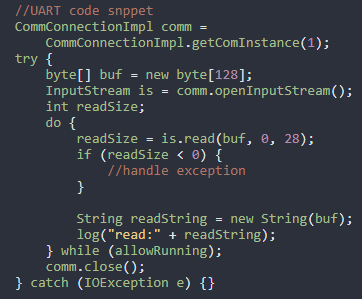 //UART code snppet
CommConnectionImpl comm =
    CommConnectionImpl.getComInstance(1);
try {
    byte[] buf = new byte[128];
    InputStream is = comm.openInputStream();
    int readSize;
    do {
        readSize = is.read(buf, 0, 28);
        if (readSize < 0) {
            //handle exception
        }

        String readString = new String(buf);
        log("read:" + readString);
    } while (allowRunning);
    comm.close();
} catch (IOException e) {}